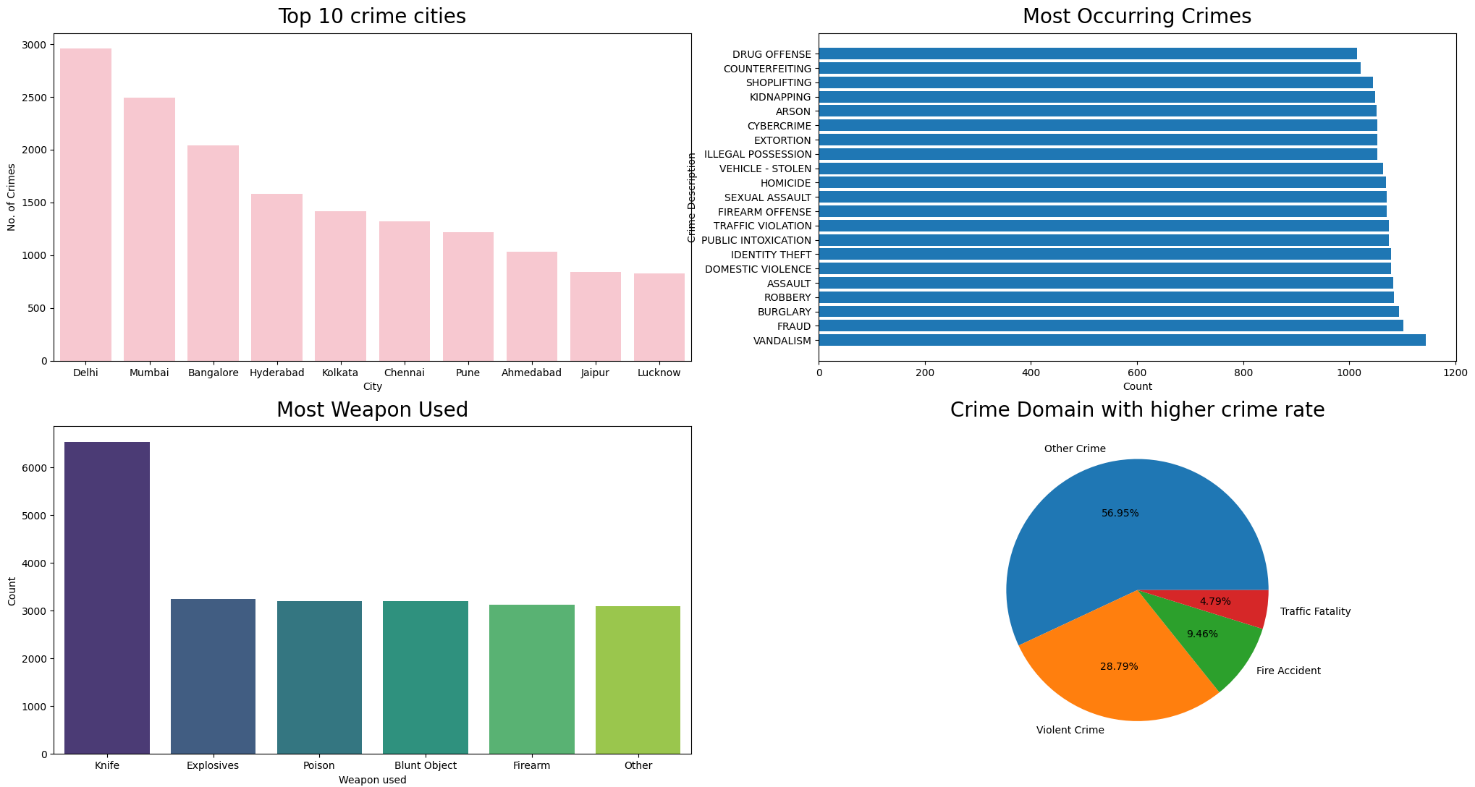 Top 10 crime cities
3000
2500
2000
1500
1000
500
0
No. of Crimes
Delhi Mumbai Bangalore Hyderabad Kolkata Chennai Pune Ahmedabad Jaipur Lucknow
City
Most Occurring Crimes
Crime Description
DRUG OFFENSE
COUNTERFEITING
SHOPLIFTING
KIDNAPPING
ARSON
CYBERCRIME
EXTORTION
ILLEGAL POSSESSION
VEHICLE - STOLEN
HOMICIDE
SEXUAL ASSAULT
FIREARM OFFENSE
TRAFFIC VIOLATION
PUBLIC INTOXICATION
IDENTITY THEFT
DOMESTIC VIOLENCE
ASSAULT
ROBBERY
BURGLARY
FRAUD
VANDALISM
0 200 400 600 800 1000 1200
Count
Most Weapon Used
6000
5000
4000
3000
2000
1000
0
Count
Knife Explosives Poison Blunt Object Firearm Other
Weapon used
Crime Domain with higher crime rate
Other Crime
56.95%
4.79%
Traffic Fatality
9.46%
Fire Accident
28.79%
Violent Crime